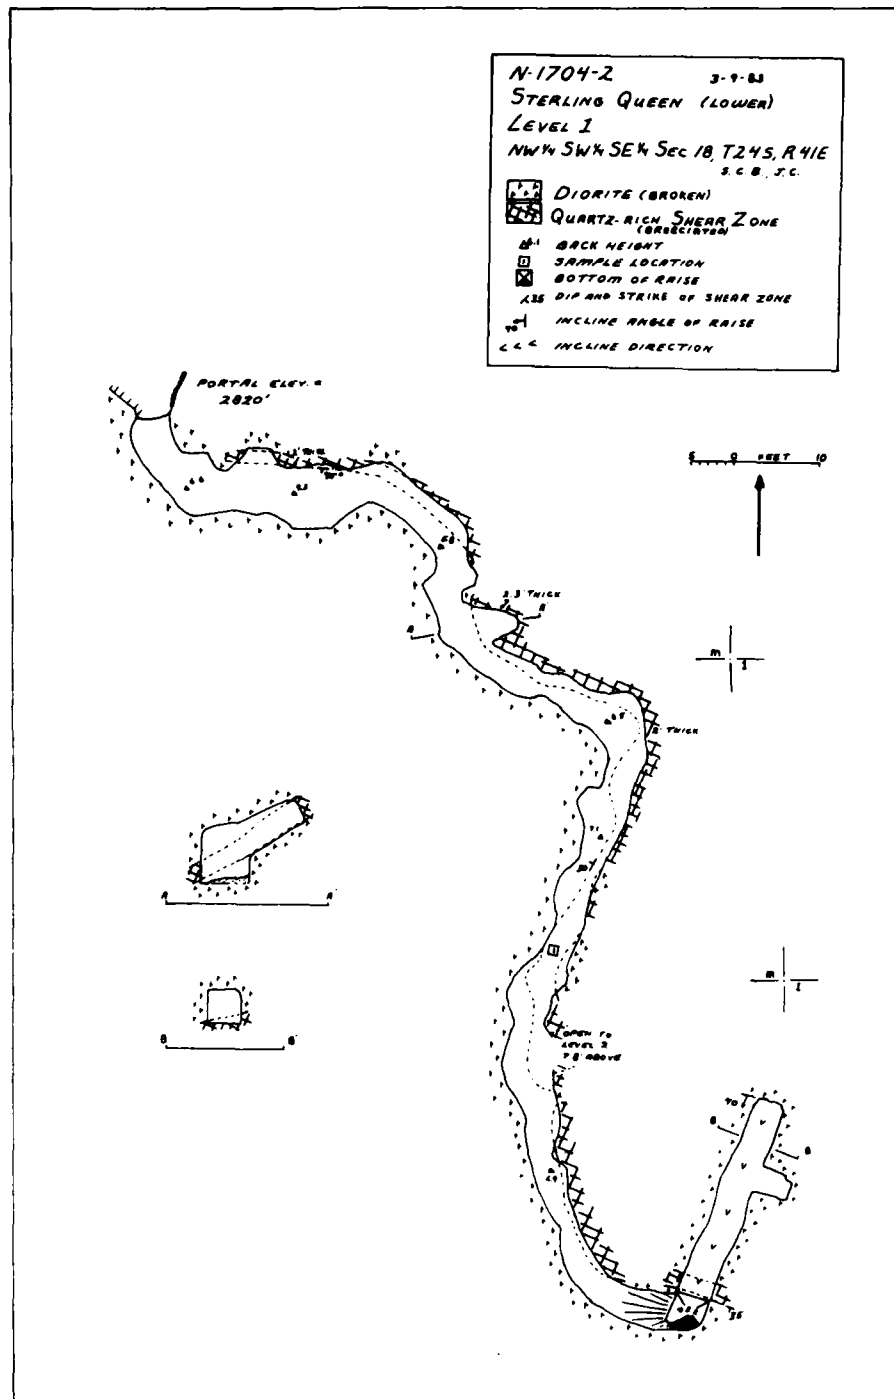 N-1704-2 3-9-83
STERLING QUEEN (LOWER)
LEVEL 1
NW¼ SW¼ SE¼ SEC 18, T24S, R41E
S.C.B., J.C.
DIORITE (BROKEN)
QUARTZ-RICH SHEAR ZONE
(BRECCIATED)
BACK HEIGHT
SAMPLE LOCATION
BOTTOM OF RAISE
35 DIP AND STRIKE OF SHEAR ZONE
70 INCLINE ANGLE OF RAISE
< < < INCLINE DIRECTION
PORTAL ELEV. =
2820'
5 0 FEET 10
THICK
A
THICK
A A'
B B'
OPEN TO
LEVEL 2
ABOVE
70
B
35